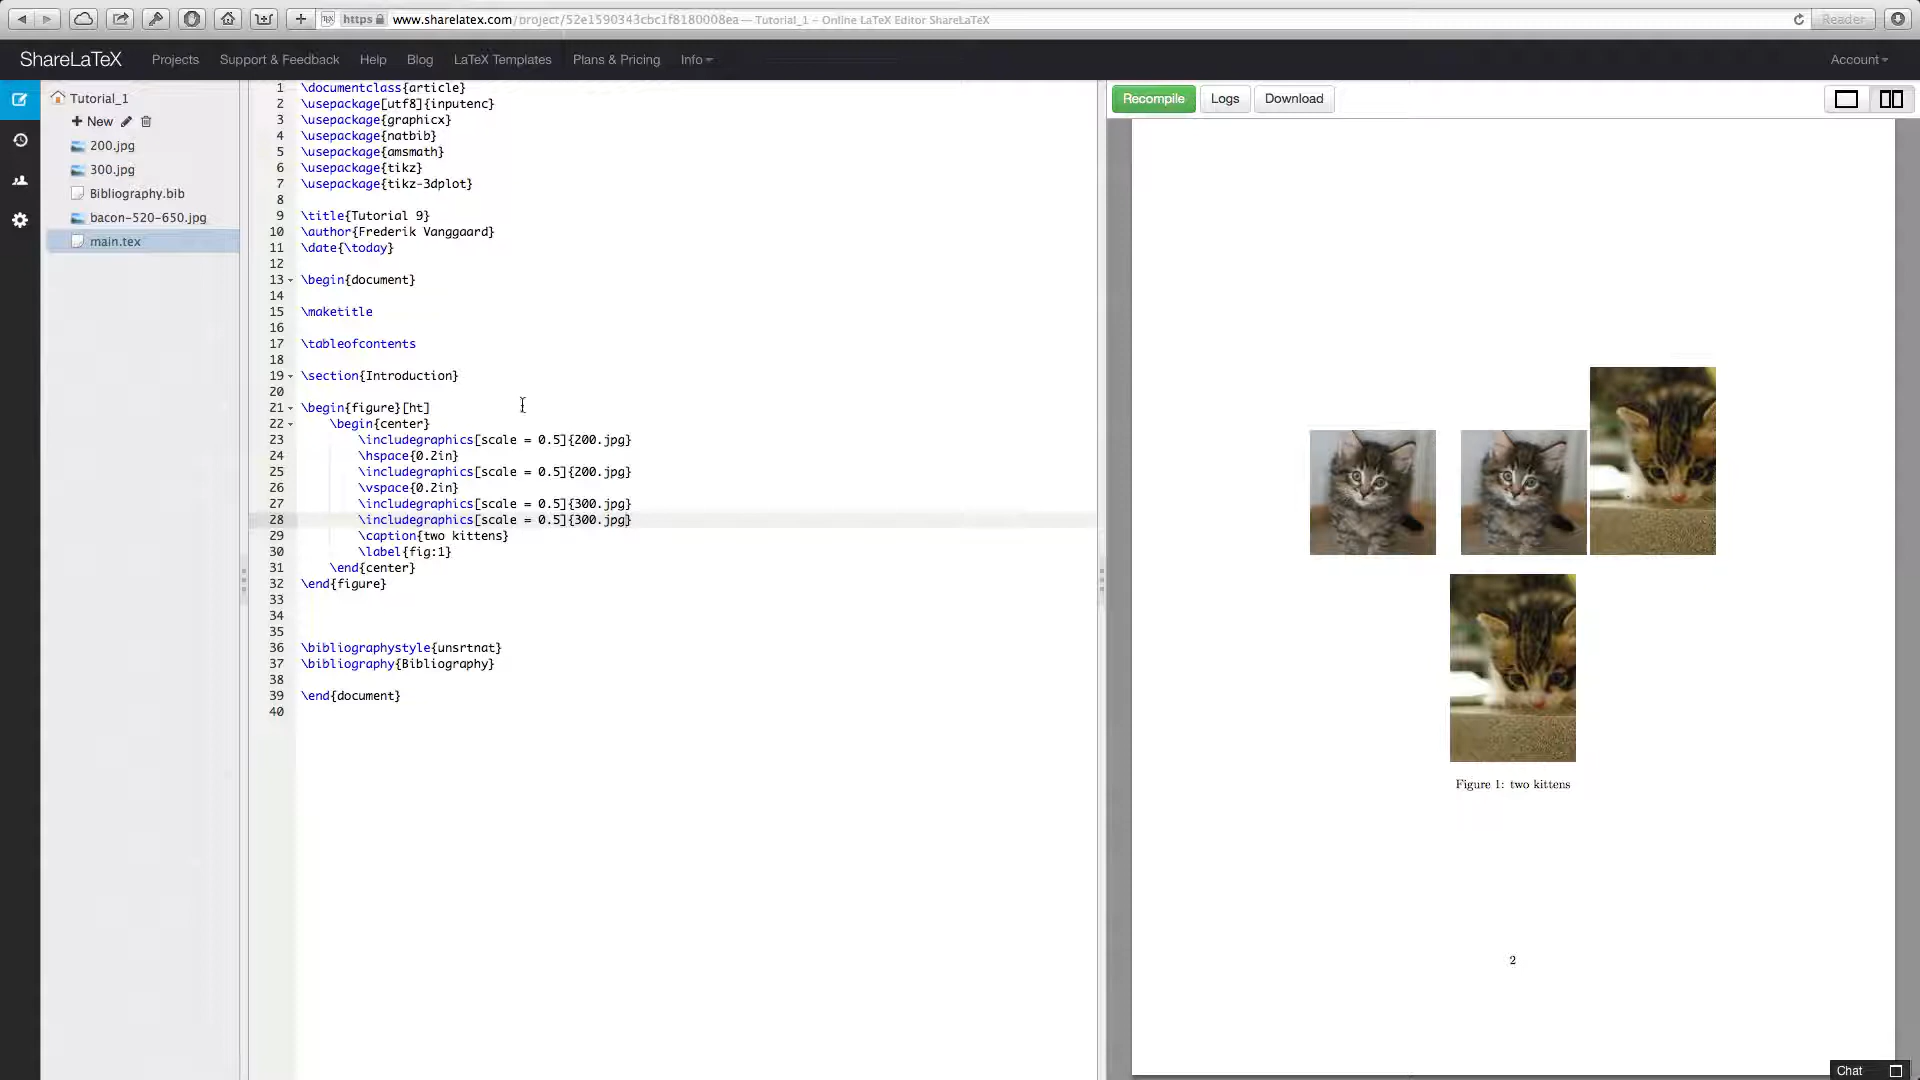 https www.sharelatex.com/project/52e1590343cbc1f8180008ea — Tutorial_1 – Online LaTeX Editor ShareLaTeX
Reader
ShareLaTeX Projects Support & Feedback Help Blog LaTeX Templates Plans & Pricing Info Account
Tutorial_1
New
200.jpg
300.jpg
Bibliography.bib
bacon-520-650.jpg
main.tex
1 \documentclass{article}
2 \usepackage[utf8]{inputenc}
3 \usepackage{graphicx}
4 \usepackage{natbib}
5 \usepackage{amsmath}
6 \usepackage{tikz}
7 \usepackage{tikz-3dplot}
8
9 \title{Tutorial 9}
10 \author{Frederik Vanggaard}
11 \date{\today}
12
13 \begin{document}
14
15 \maketitle
16
17 \tableofcontents
18
19 \section{Introduction}
20
21 \begin{figure}[ht]
22 \begin{center}
23 \includegraphics[scale = 0.5]{200.jpg}
24 \hspace{0.2in}
25 \includegraphics[scale = 0.5]{200.jpg}
26 \vspace{0.2in}
27 \includegraphics[scale = 0.5]{300.jpg}
28 \includegraphics[scale = 0.5]{300.jpg}
29 \caption{two kittens}
30 \label{fig:1}
31 \end{center}
32 \end{figure}
33
34
35
36 \bibliographystyle{unsrtnat}
37 \bibliography{Bibliography}
38
39 \end{document}
40
Recompile Logs Download
Figure 1: two kittens
2
Chat